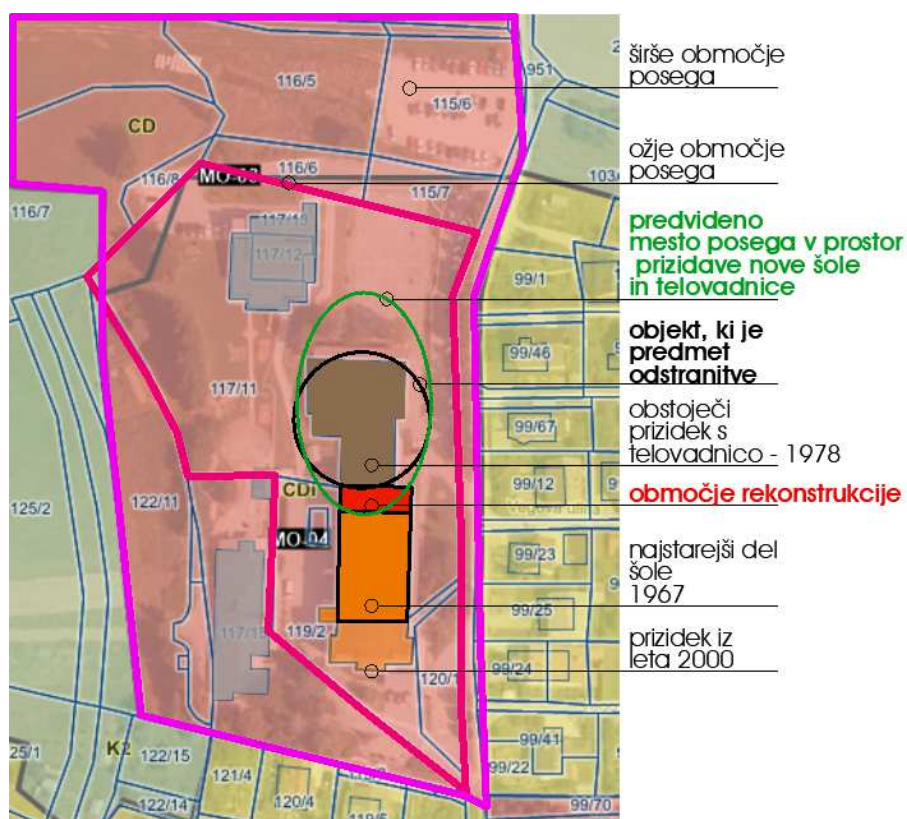 širše območje
posega
ožje območje
posega
predvideno
mesto posega v prostor
prizidave nove šole
in telovadnice
objekt, ki je
predmet
odstranitve
obstoječi
prizidek s
telovadnico - 1978
območje rekonstrukcije
najstarejši del
šole
1967
prizidek iz
leta 2000
116/5
115/6
951
CD
116/6
116/8
MO-03
115/7
116/7
117/13
117/12
99/1
99/46
117/11
99/67
99/12
CDi
122/11
125/2
MO-04
99/23
99/25
119/2
99/24
120/1
K2
122/15
121/4
99/41
99/22
122/14
120/4
99/70